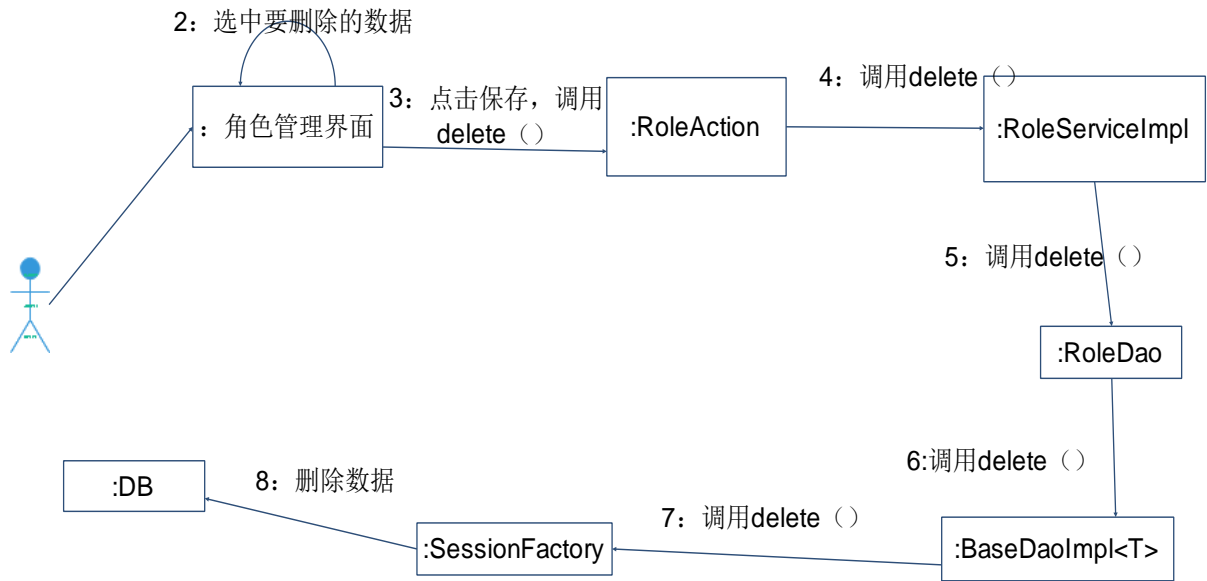 2：选中要删除的数据
：角色管理界面
3：点击保存，调用
delete（）
:RoleAction
4：调用delete（）
:RoleServiceImpl
5：调用delete（）
:RoleDao
6:调用delete（）
:BaseDaoImpl<T>
7：调用delete（）
:SessionFactory
8：删除数据
:DB